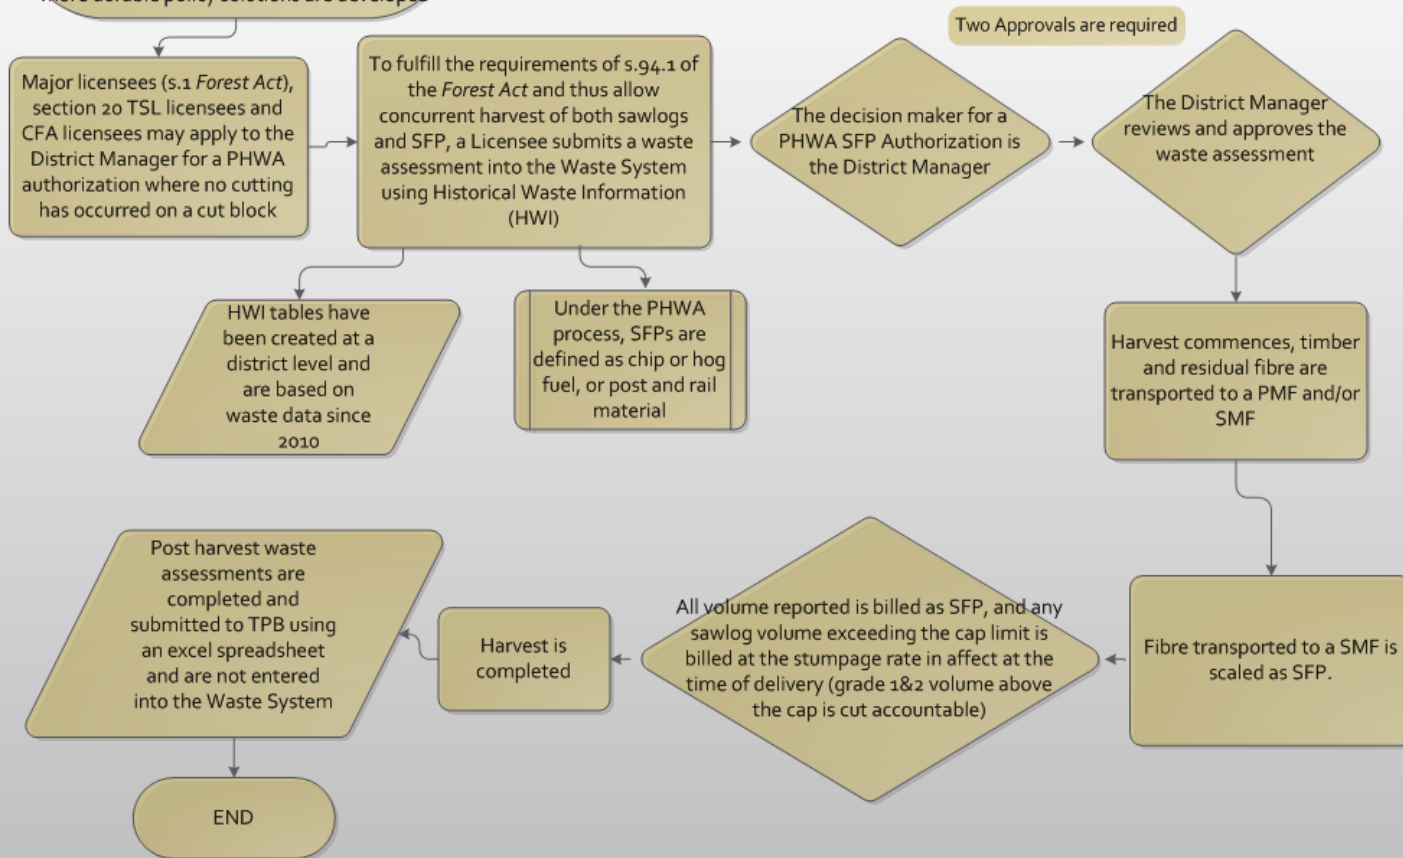 more durable policy solutions are developed
Two Approvals are required
Major licensees (s.1 Forest Act),
section 20 TSL licensees and
CFA licensees may apply to the
District Manager for a PHWA
authorization where no cutting
has occurred on a cut block
To fulfill the requirements of s.94.1 of
the Forest Act and thus allow
concurrent harvest of both sawlogs
and SFP, a Licensee submits a waste
assessment into the Waste System
using Historical Waste Information
(HWI)
The decision maker for a
PHWA SFP Authorization is
the District Manager
The District Manager
reviews and approves the
waste assessment
HWI tables have
been created at a
district level and
are based on
waste data since
2010
Under the PHWA
process, SFPs are
defined as chip or hog
fuel, or post and rail
material
Harvest commences, timber
and residual fibre are
transported to a PMF and/or
SMF
Fibre transported to a SMF is
scaled as SFP.
All volume reported is billed as SFP, and any
sawlog volume exceeding the cap limit is
billed at the stumpage rate in affect at the
time of delivery (grade 1&2 volume above
the cap is cut accountable)
Harvest is
completed
Post harvest waste
assessments are
completed and
submitted to TPB using
an excel spreadsheet
and are not entered
into the Waste System
END